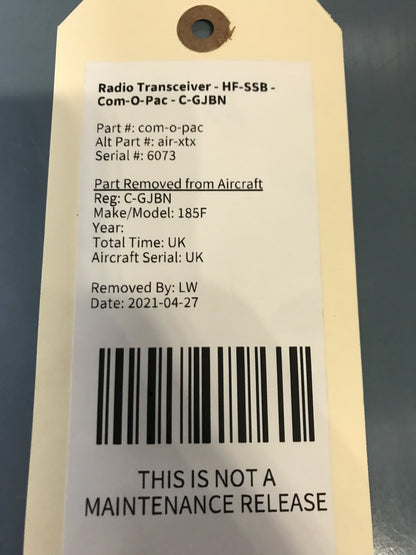 Radio Transceiver - HF-SSB -
Com-O-Pac - C-GJBN
Part #: com-o-pac
Alt Part #: air-xtx
Serial #: 6073
Part Removed from Aircraft
Reg: C-GJBN
Make/Model: 185F
Year:
Total Time: UK
Aircraft Serial: UK
Removed By: LW
Date: 2021-04-27
THIS IS NOT A
MAINTENANCE RELEASE